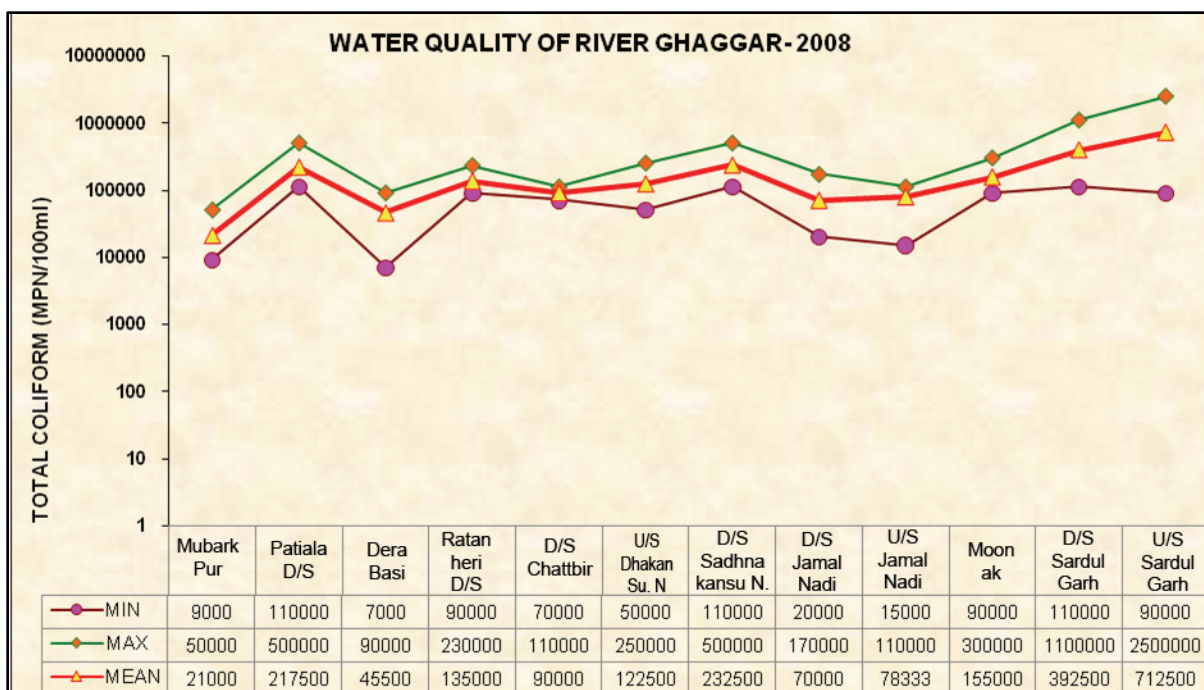 WATER QUALITY OF RIVER GHAGGAR- 2008
TOTAL COLIFORM (MPN/100ml)
10000000
1000000
100000
10000
1000
100
10
1
Mubark
Pur
Patiala
D/S
Dera
Basi
Ratan
heri
D/S
D/S
Chattbir
U/S
Dhakan
Su. N
D/S
Sadhna
kansu N.
D/S
Jamal
Nadi
U/S
Jamal
Nadi
Moon
ak
D/S
Sardul
Garh
U/S
Sardul
Garh
MIN 9000 110000 7000 90000 70000 50000 110000 20000 15000 90000 110000 90000
MAX 50000 500000 90000 230000 110000 250000 500000 170000 110000 300000 1100000 2500000
MEAN 21000 217500 45500 135000 90000 122500 232500 70000 78333 155000 392500 712500